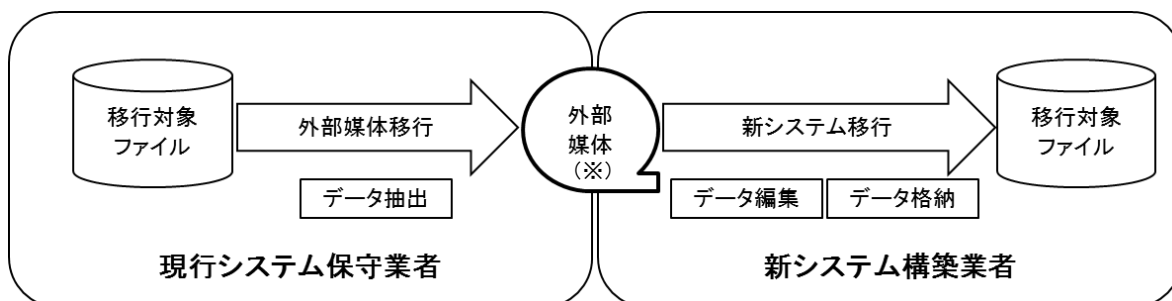 移行対象
ファイル
外部媒体移行
データ抽出
現行システム保守業者
外部
媒体
(※)
新システム移行
データ編集
データ格納
移行対象
ファイル
新システム構築業者